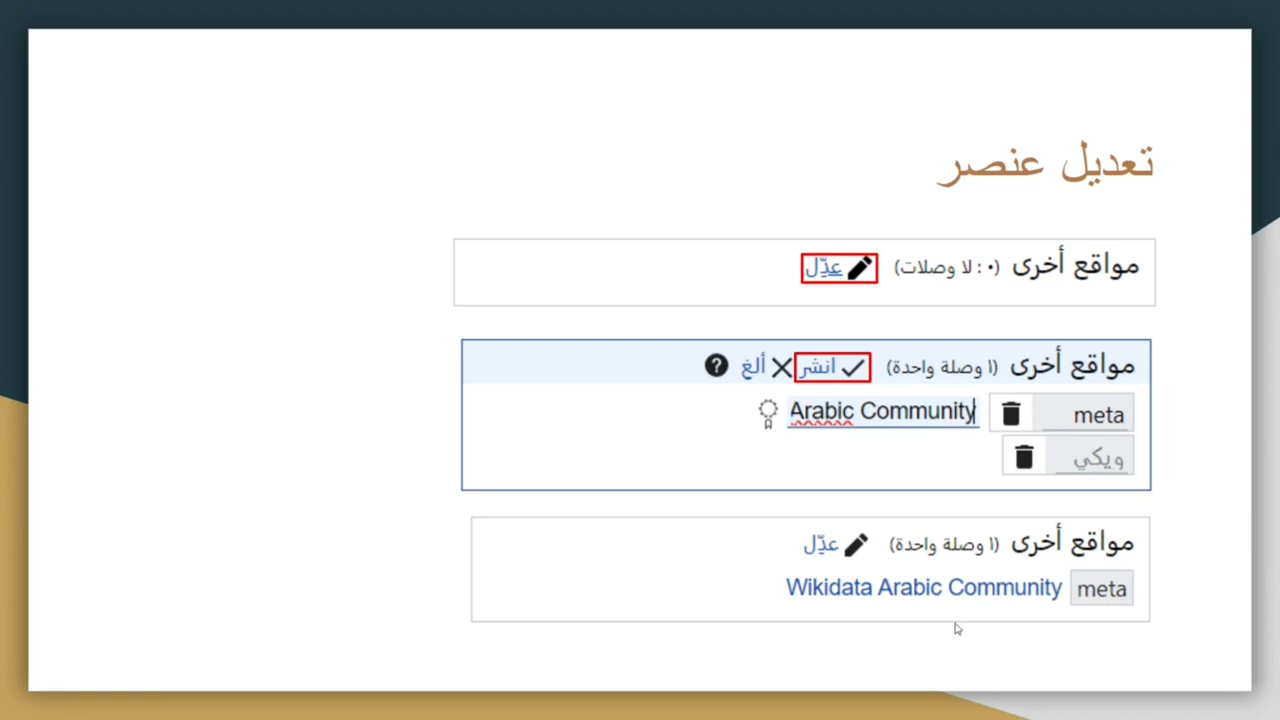 تعديل عنصر
مواقع أخرى (٠: لا وصلات) عدِّل
مواقع أخرى (١ وصلة واحدة) انشر ألغ ?
meta Arabic Community
ويكي
مواقع أخرى (١ وصلة واحدة) عدِّل
meta Wikidata Arabic Community